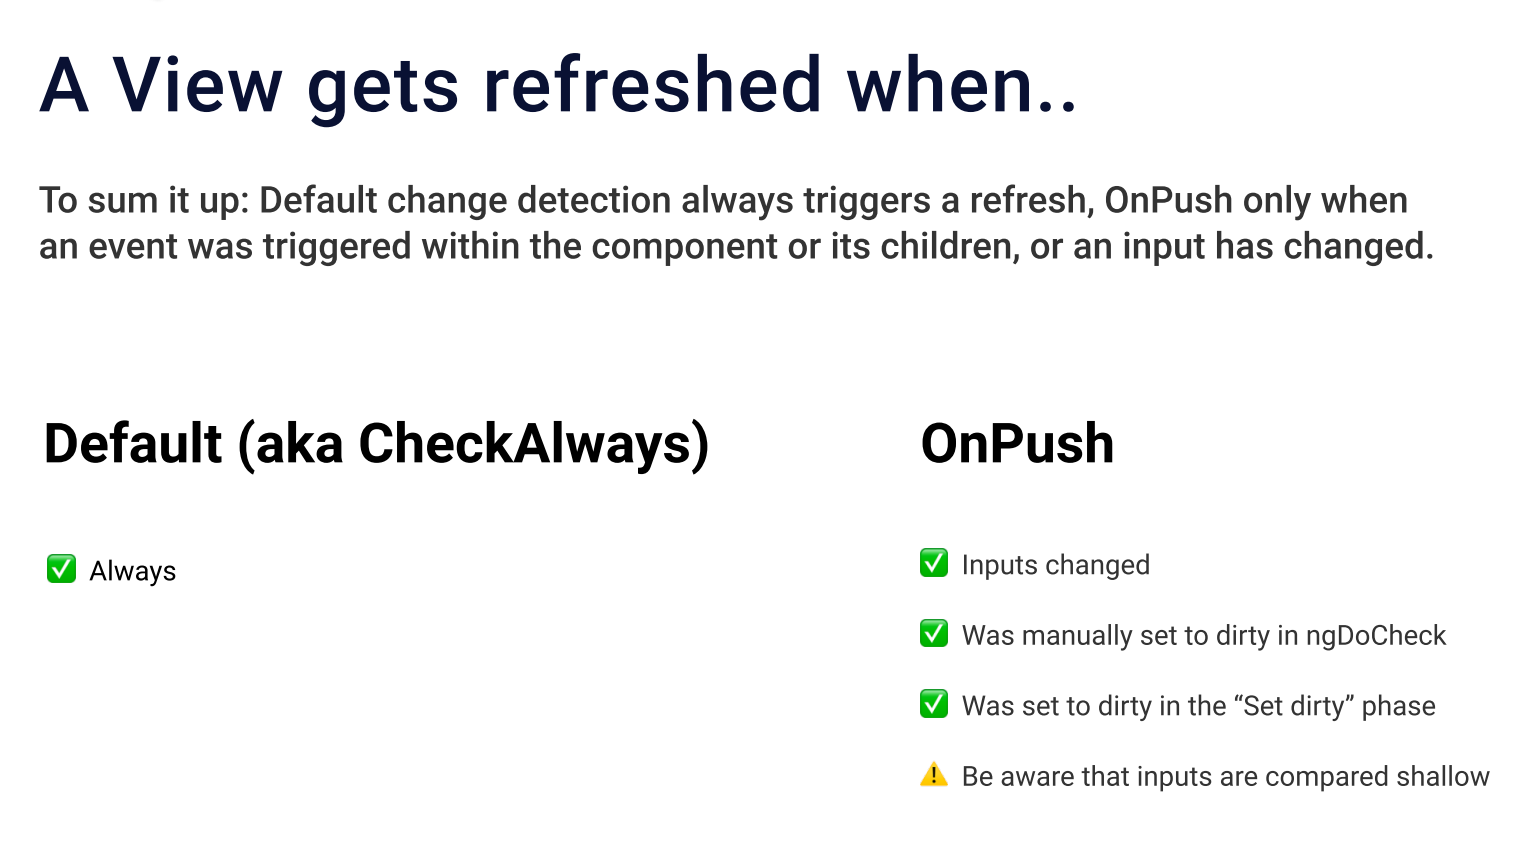 A View gets refreshed when..
To sum it up: Default change detection always triggers a refresh, OnPush only when
an event was triggered within the component or its children, or an input has changed.
Default (aka CheckAlways)
✅ Always
OnPush
✅ Inputs changed
✅ Was manually set to dirty in ngDoCheck
✅ Was set to dirty in the “Set dirty” phase
⚠️ Be aware that inputs are compared shallow